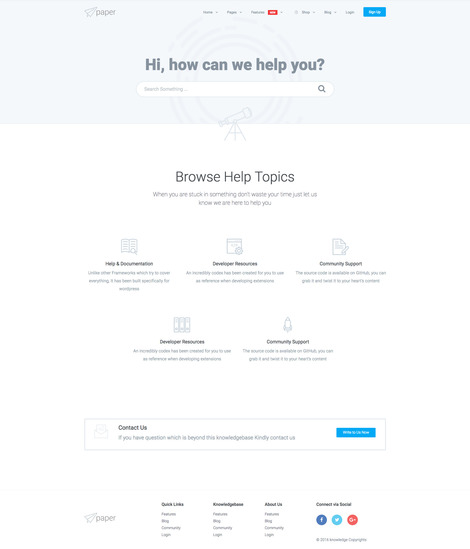 paper
Home Pages Features NEW Shop Blog Login Sign Up
Hi, how can we help you?
Search Something ...
Browse Help Topics
When you are stuck in something don't waste your time just let us
know we are here to help you
Help & Documentation
Unlike other Frameworks which try to cover
everything, it has been built specifically for
wordpress
Developer Resources
An incredibly codex has been created for you to use
as reference when developing extensions
Community Support
The source code is available on GitHub, you can
grab it and twist it to your heart's content
Developer Resources
An incredibly codex has been created for you to use
as reference when developing extensions
Community Support
The source code is available on GitHub, you can
grab it and twist it to your heart's content
Contact Us
If you have question which is beyond this knowledgebase Kindly contact us
Write to Us Now
paper
Quick Links
Features
Blog
Community
Login
Knowledgebase
Features
Blog
Community
Login
About Us
Features
Blog
Community
Login
Connect via Social
© 2016 knowledge Copyrights